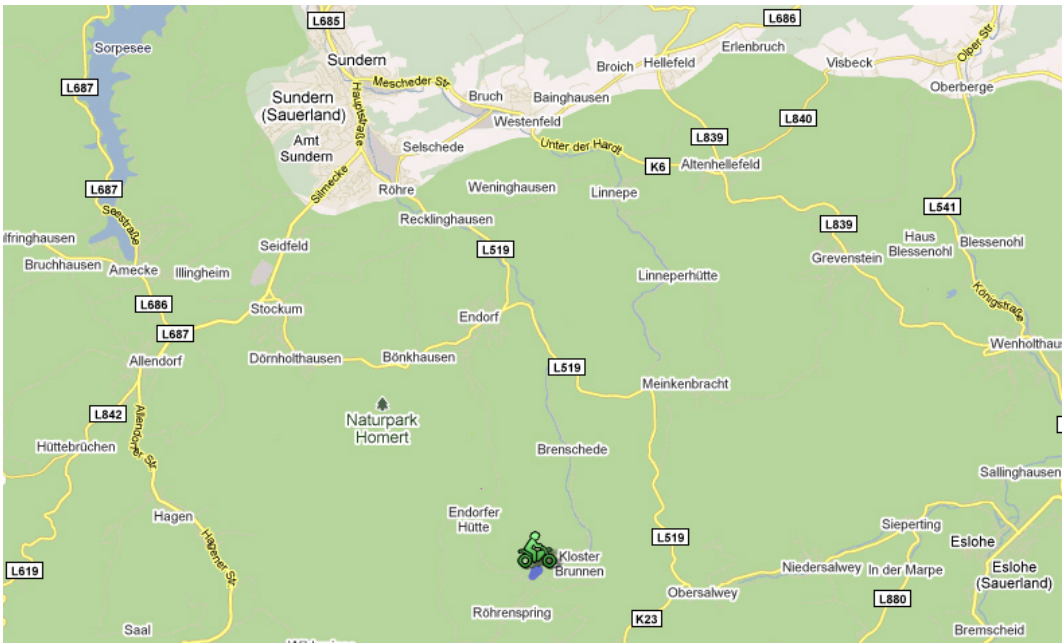 L685
L686
Sorpesee
Erlenbruch
Olper Str.
Sundern
Broich
Hellefeld
Visbeck
L687
Mescheder Str
Oberberge
Bruch
Bainghausen
Sundern
(Sauerland)
Hauptstraße
Westenfeld
L840
Amt
Sundern
Selschede
Unter der Hardt
L839
K6
Altenhellefeld
L687
Silmecke
Röhre
Weninghausen
Linnepe
Seestraße
Recklinghausen
L541
L839
lfringhausen
Seidfeld
L519
Haus
Blessenohl
Blessenohl
Bruchhausen
Amecke
Illingheim
Linneperhütte
Grevenstein
L686
Stockum
Endorf
Königstraße
L687
Wenholthaus
Allendorf
Dörnholthausen
Bönkhausen
L519
Meinkenbracht
L842
Allendorfer Str
Naturpark
Homert
Hüttebrüchen
Brenschede
Sallinghausen
Hagen
Endorfer
Hütte
Sieperting
Hagener Str
L519
Eslohe
Kloster
Brunnen
L619
Niedersalwey
In der Marpe
Eslohe
(Sauerland)
Obersalwey
L880
Röhrenspring
K23
Saal
Bremscheid